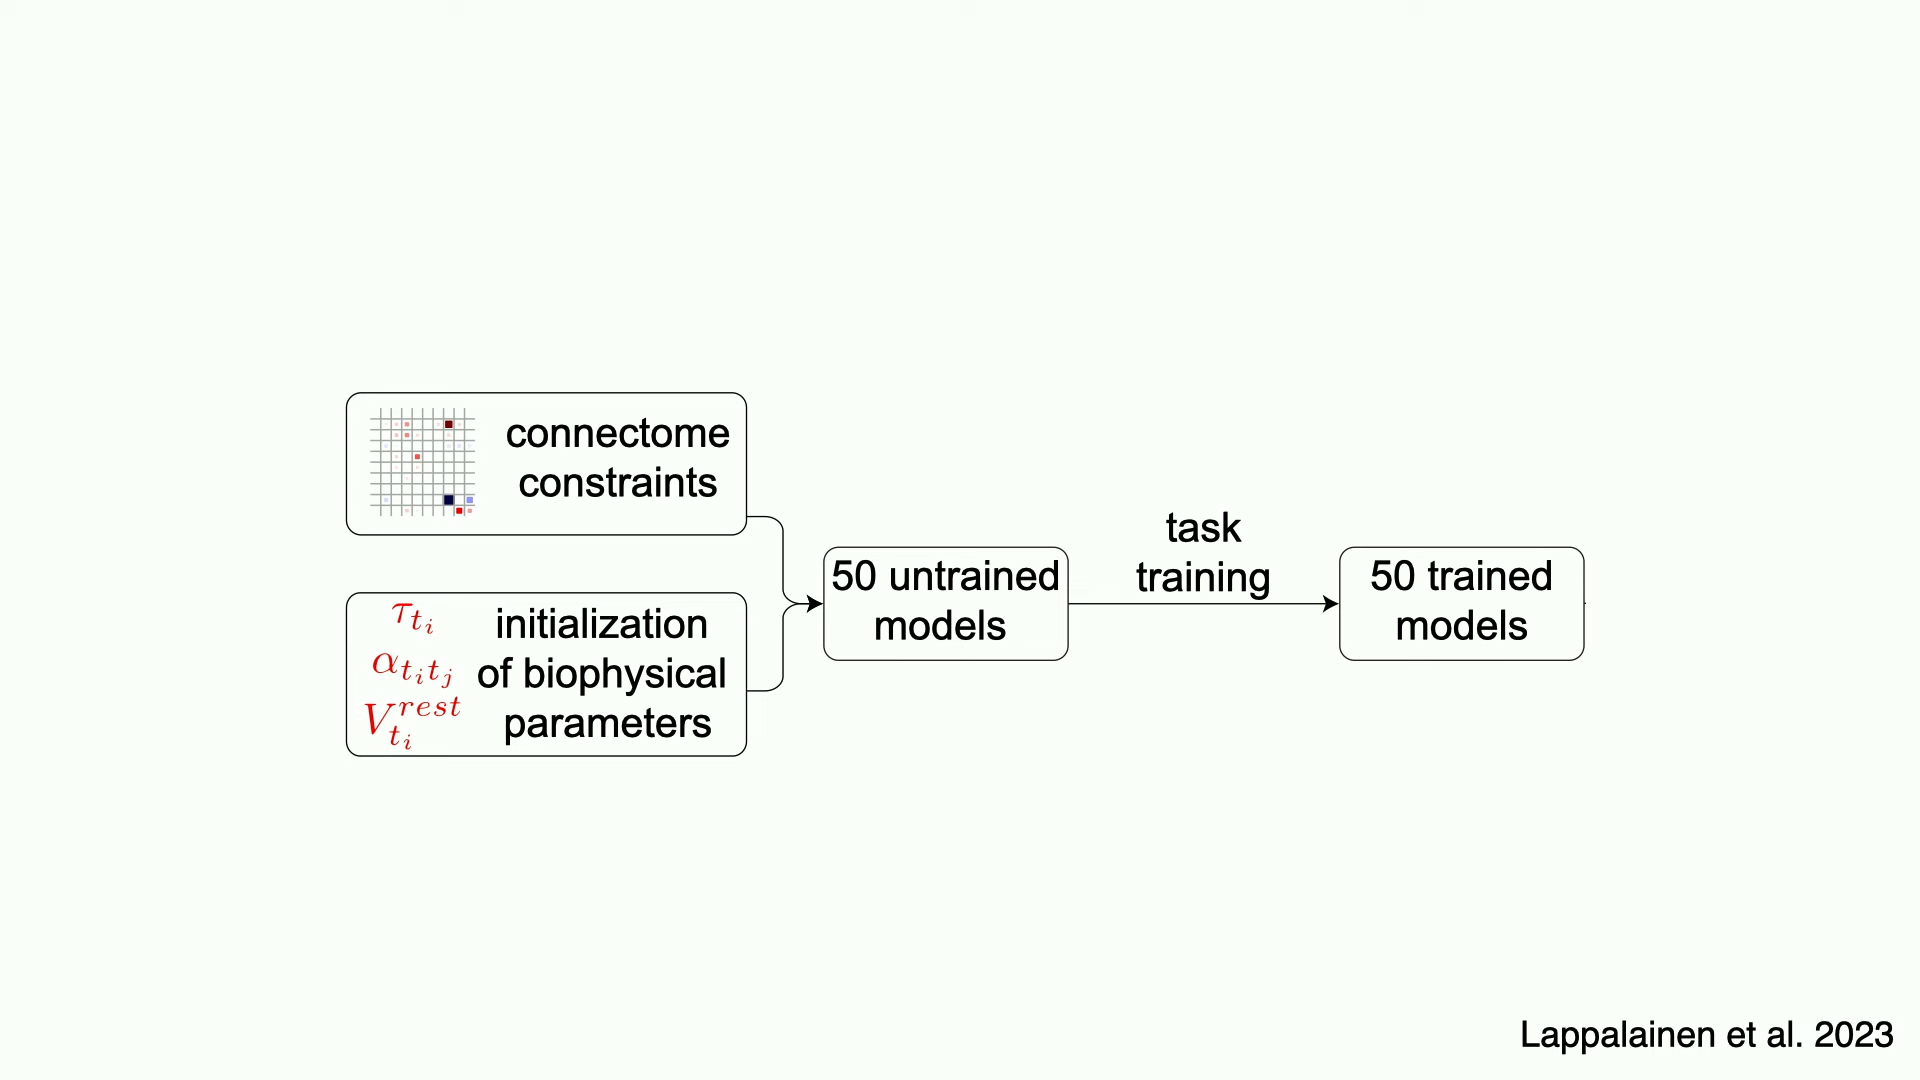 connectome
constraints
τ_{t_i}
α_{t_i t_j}
V_{t_i}^{rest}
initialization
of biophysical
parameters
50 untrained
models
task
training
50 trained
models
Lappalainen et al. 2023